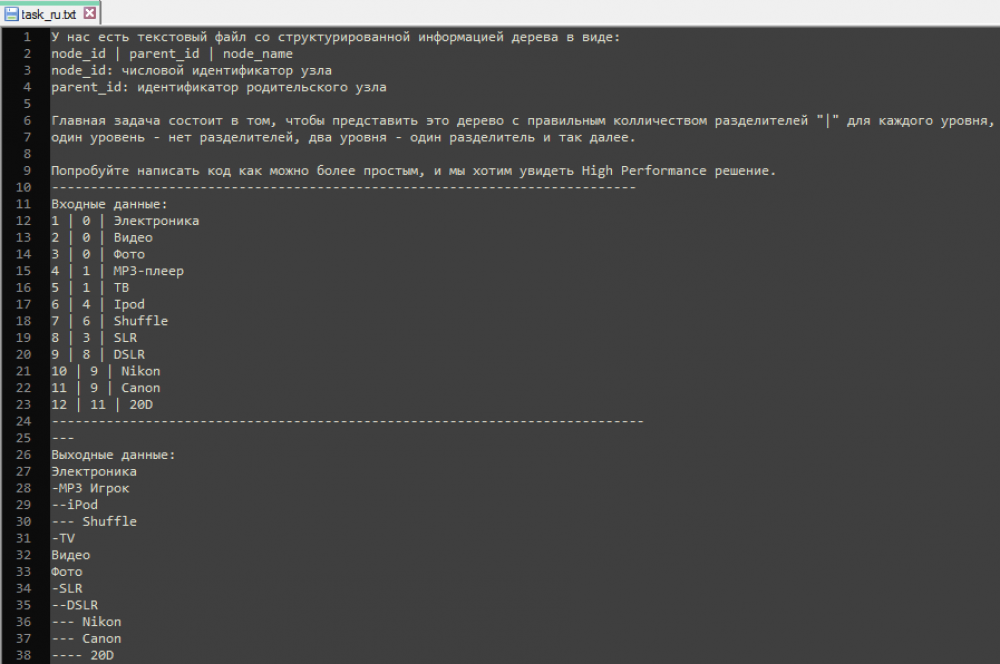 task_ru.txt
1 У нас есть текстовый файл со структурированной информацией дерева в виде:
2 node_id | parent_id | node_name
3 node_id: числовой идентификатор узла
4 parent_id: идентификатор родительского узла
5
6 Главная задача состоит в том, чтобы представить это дерево с правильным колличеством разделителей "|" для каждого уровня,
7 один уровень - нет разделителей, два уровня - один разделитель и так далее.
8
9 Попробуйте написать код как можно более простым, и мы хотим увидеть High Performance решение.
10 ---------------------------------------------------------------------------
11 Входные данные:
12 1 | 0 | Электроника
13 2 | 0 | Видео
14 3 | 0 | Фото
15 4 | 1 | MP3-плеер
16 5 | 1 | ТВ
17 6 | 4 | Ipod
18 7 | 6 | Shuffle
19 8 | 3 | SLR
20 9 | 8 | DSLR
21 10 | 9 | Nikon
22 11 | 9 | Canon
23 12 | 11 | 20D
24 ----------------------------------------------------------------------------
25 ---
26 Выходные данные:
27 Электроника
28 -MP3 Игрок
29 --iPod
30 --- Shuffle
31 -TV
32 Видео
33 Фото
34 -SLR
35 --DSLR
36 --- Nikon
37 --- Canon
38 ---- 20D